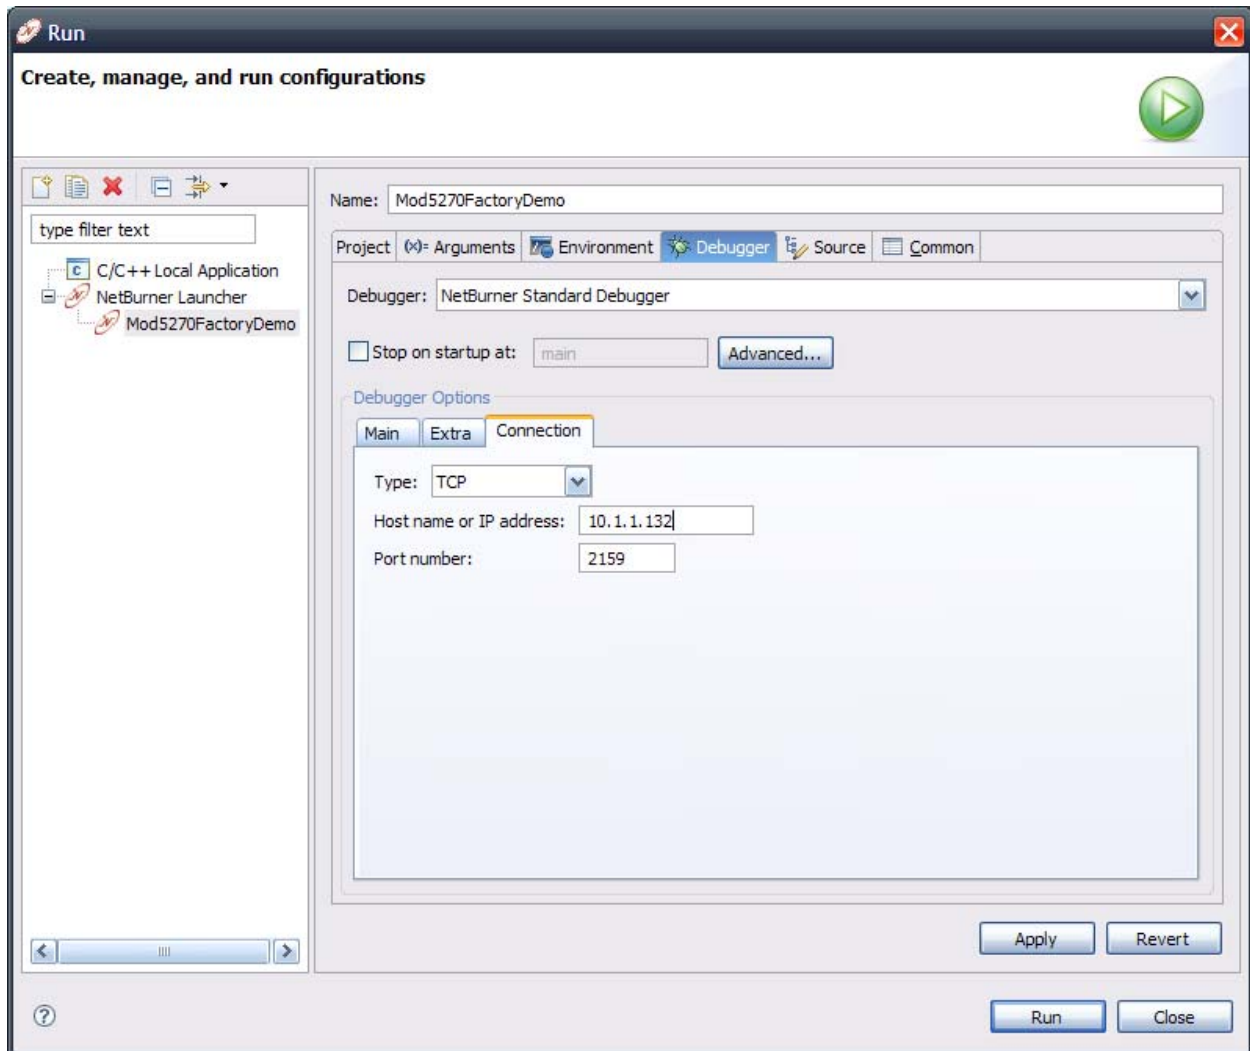 Run
Create, manage, and run configurations
type filter text
C/C++ Local Application
NetBurner Launcher
Mod5270FactoryDemo
Name: Mod5270FactoryDemo
Project (x)= Arguments Environment Debugger Source Common
Debugger: NetBurner Standard Debugger
Stop on startup at: main Advanced...
Debugger Options
Main Extra Connection
Type: TCP
Host name or IP address: 10.1.1.132
Port number: 2159
Apply Revert
Run Close